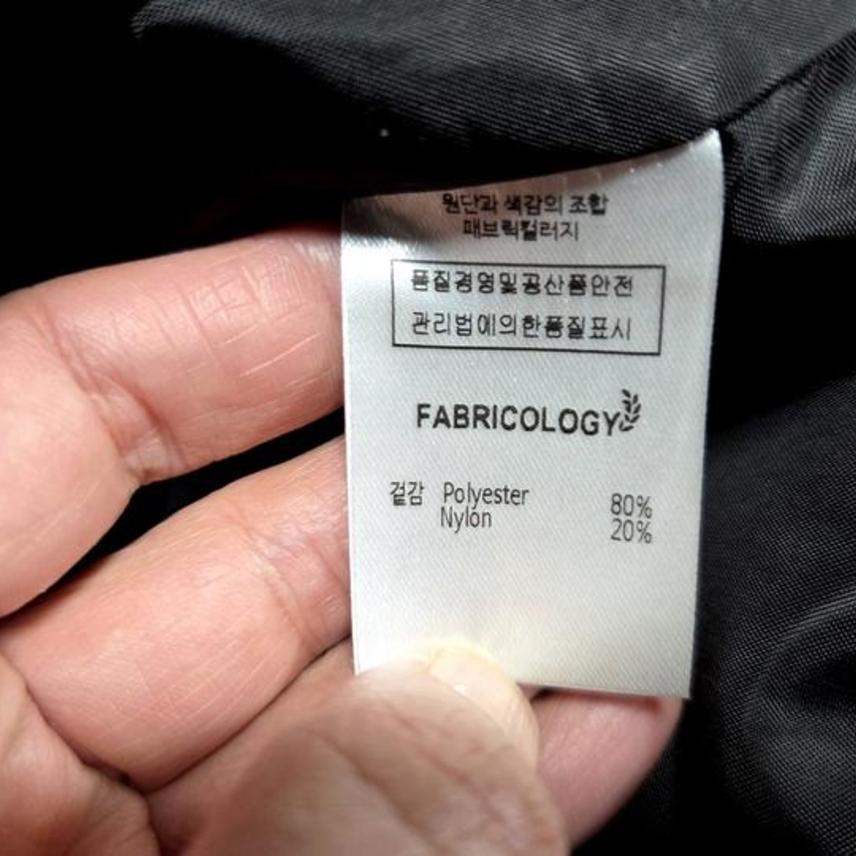 원단과 색감의 조합
패브릭컬러지
품질경영및공산품안전
관리법에의한품질표시
FABRICOLOGY
겉감 Polyester 80%
Nylon 20%